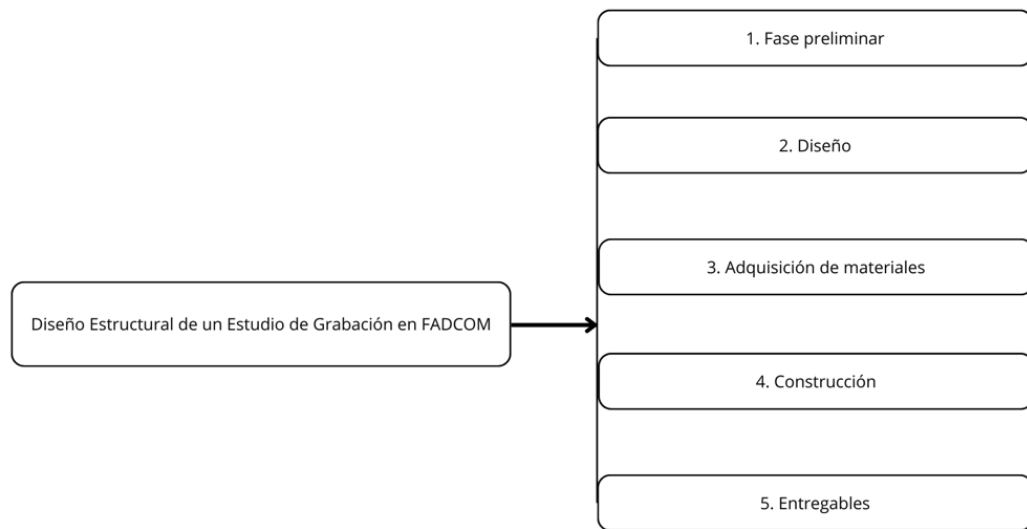 1. Fase preliminar
2. Diseño
3. Adquisición de materiales
Diseño Estructural de un Estudio de Grabación en FADCOM
4. Construcción
5. Entregables